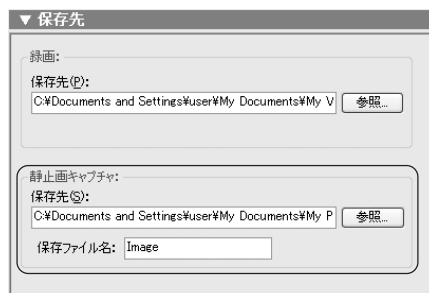 ▼ 保存先
録画:
保存先(P):
C:¥Documents and Settings¥user¥My Documents¥My V
参照...
静止画キャプチャ:
保存先(S):
C:¥Documents and Settings¥user¥My Documents¥My P
参照...
保存ファイル名: Image